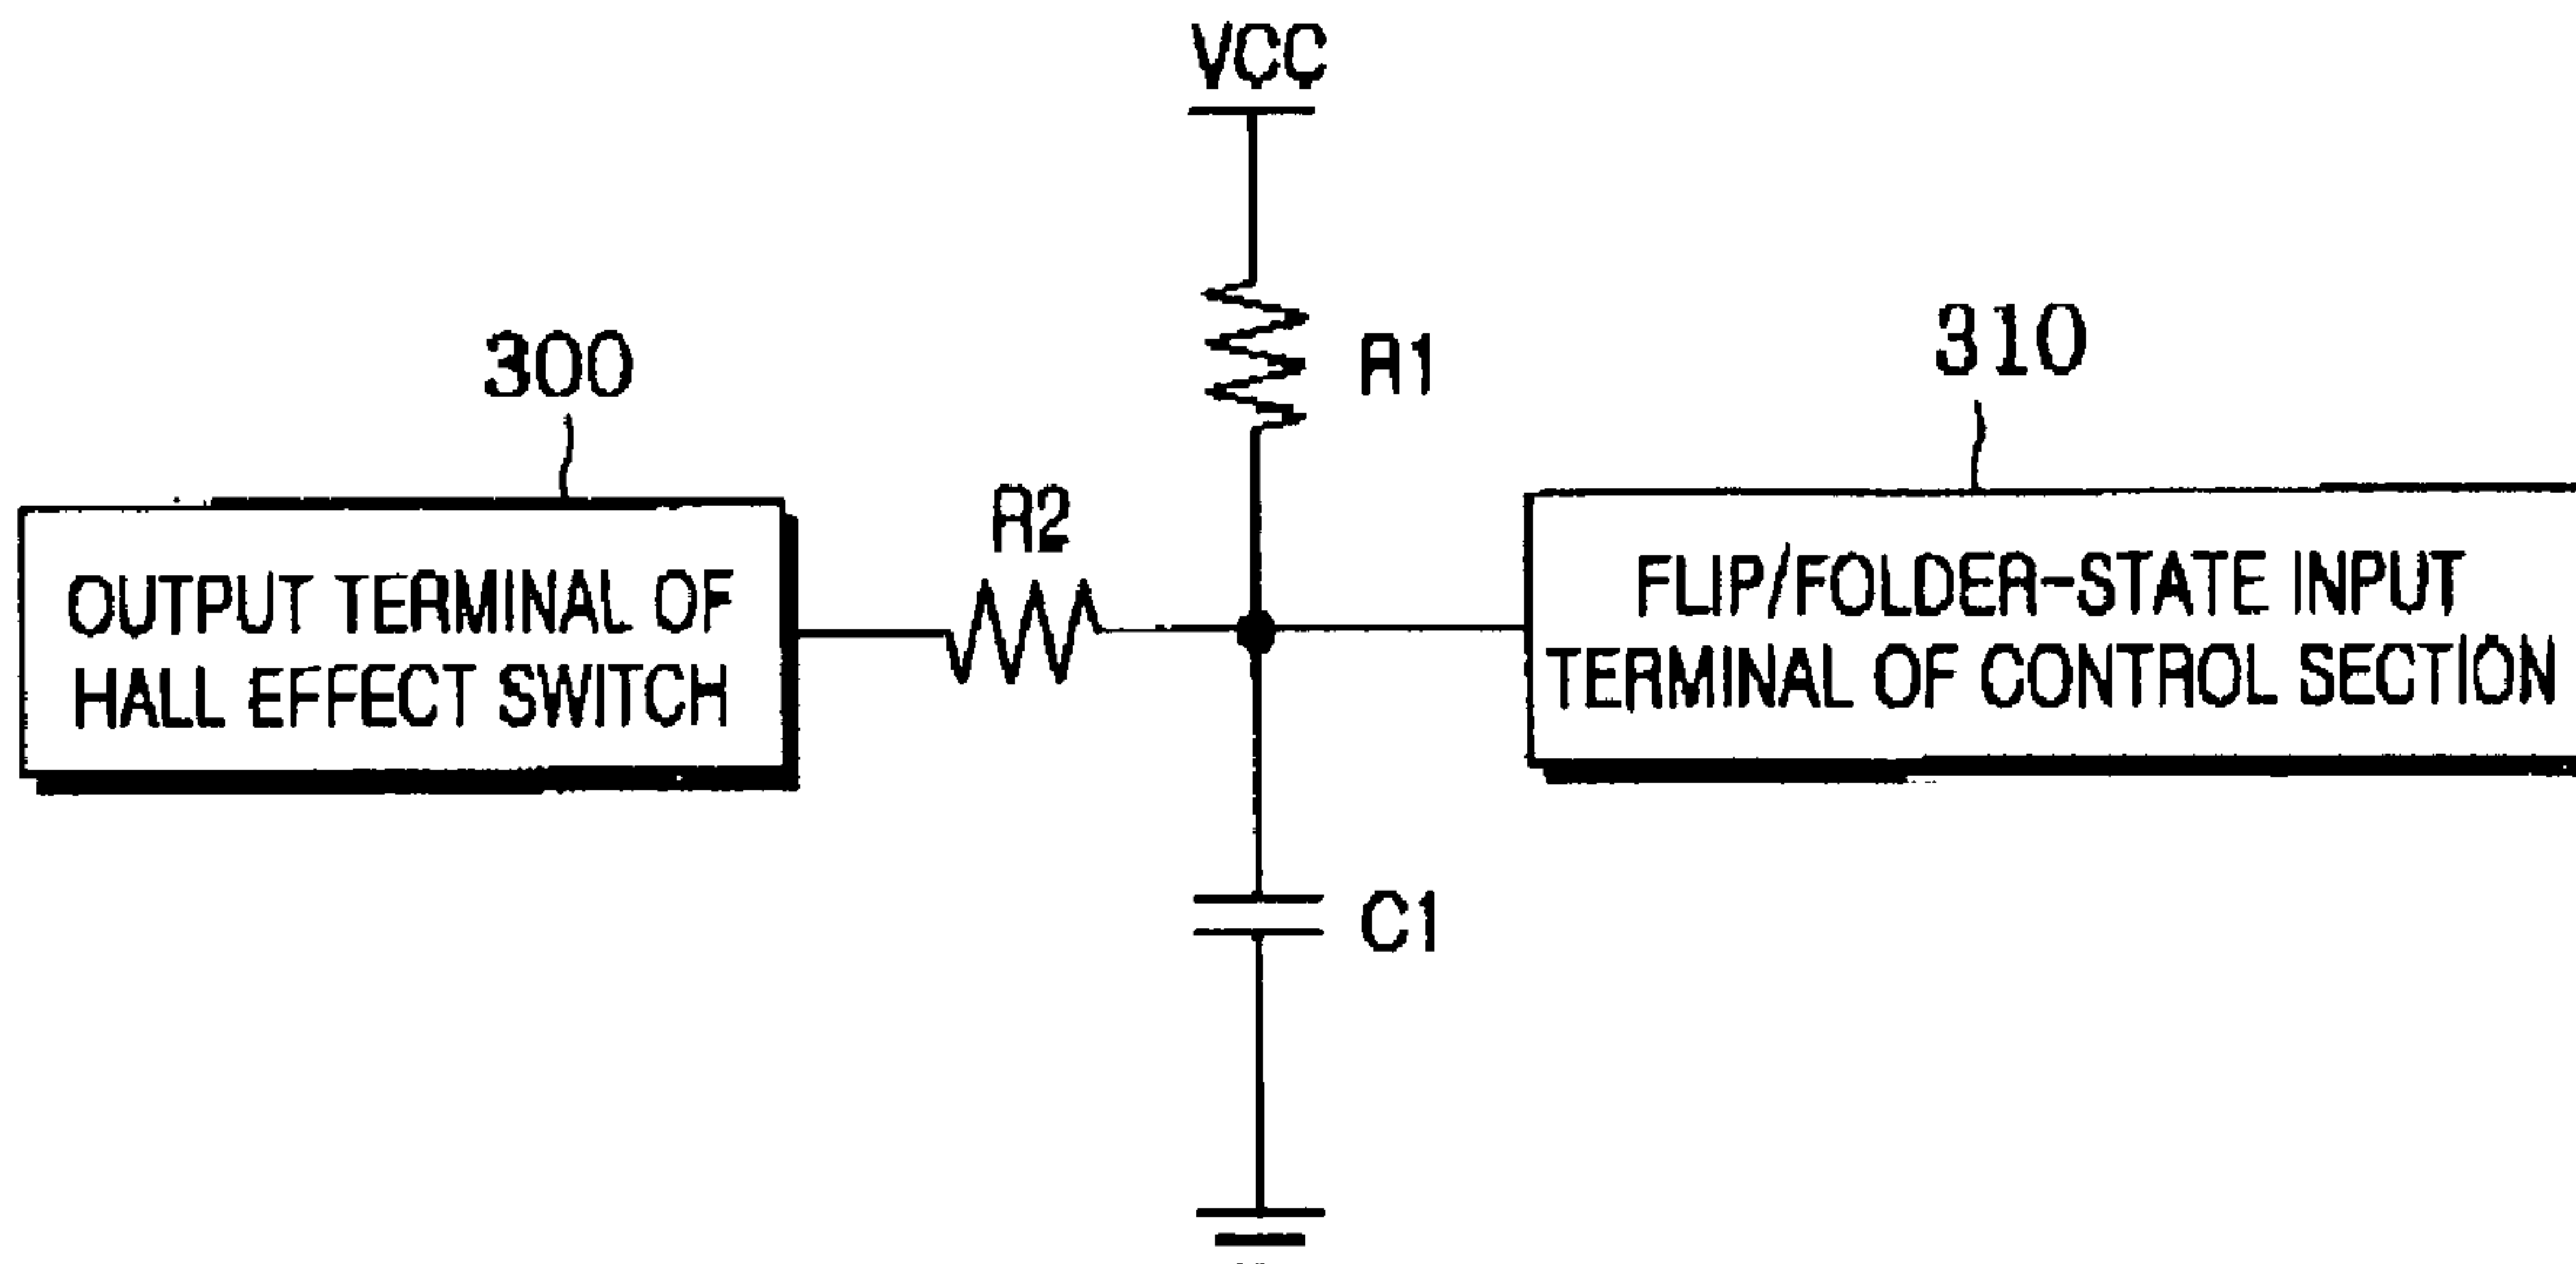 VCC
R1
300
310
R2
OUTPUT TERMINAL OF
HALL EFFECT SWITCH
FLIP/FOLDER-STATE INPUT
TERMINAL OF CONTROL SECTION
C1